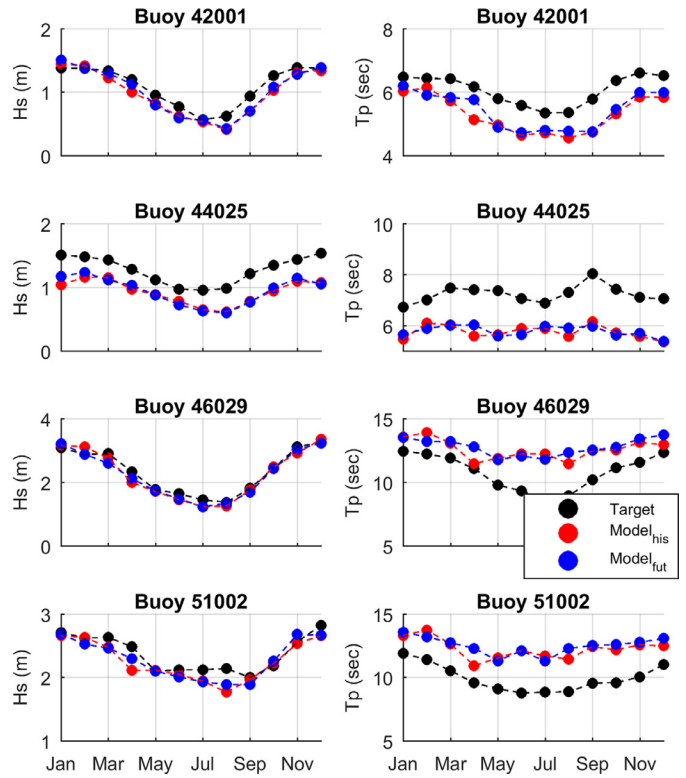 Buoy 42001
2
1
0
Hs (m)
Buoy 42001
8
6
4
Tp (sec)
Buoy 44025
2
1
0
Hs (m)
Buoy 44025
10
8
6
Tp (sec)
Buoy 46029
4
2
0
Hs (m)
Buoy 46029
15
10
5
Tp (sec)
Target
Model_his
Model_fut
Buoy 51002
3
2
1
Hs (m)
Jan Mar May Jul Sep Nov
Buoy 51002
15
10
5
Tp (sec)
Jan Mar May Jul Sep Nov